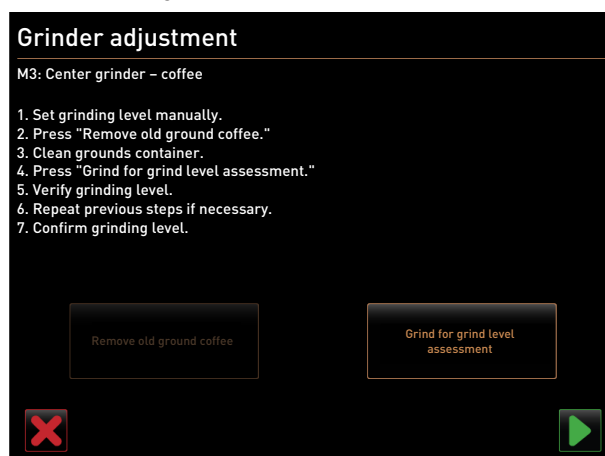 Grinder adjustment
M3: Center grinder – coffee
1. Set grinding level manually.
2. Press "Remove old ground coffee."
3. Clean grounds container.
4. Press "Grind for grind level assessment."
5. Verify grinding level.
6. Repeat previous steps if necessary.
7. Confirm grinding level.
Remove old ground coffee
Grind for grind level
assessment